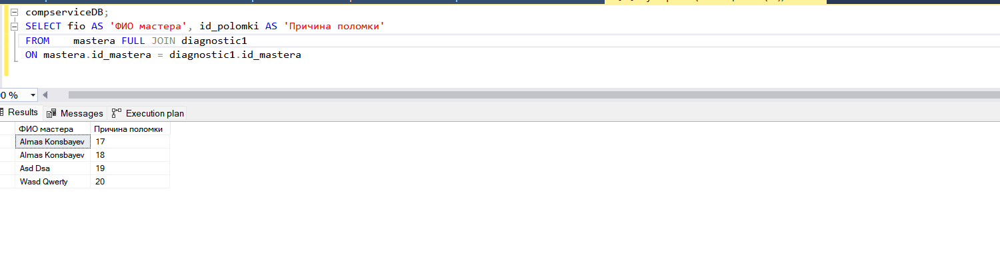 compserviceDB;
SELECT fio AS 'ФИО мастера', id_polomki AS 'Причина поломки'
FROM    mastera FULL JOIN diagnostic1
ON mastera.id_mastera = diagnostic1.id_mastera
0 %
Results Messages Execution plan
ФИО мастера Причина поломки
Almas Konsbayev 17
Almas Konsbayev 18
Asd Dsa 19
Wasd Qwerty 20